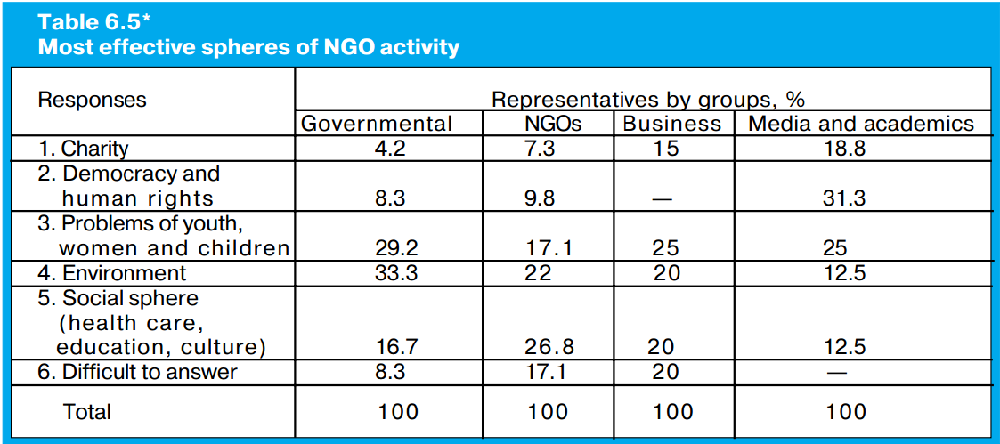 Table 6.5*
Most effective spheres of NGO activity
Responses Representatives by groups, %
Governmental NGOs Business Media and academics
1. Charity 4.2 7.3 15 18.8
2. Democracy and
human rights 8.3 9.8 — 31.3
3. Problems of youth,
women and children 29.2 17.1 25 25
4. Environment 33.3 22 20 12.5
5. Social sphere
(health care,
education, culture) 16.7 26.8 20 12.5
6. Difficult to answer 8.3 17.1 20 —
Total 100 100 100 100